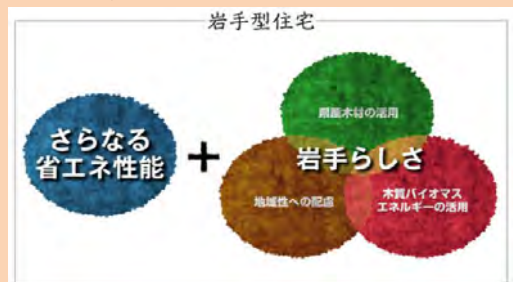 岩手型住宅
さらなる
省エネ性能
+
岩手らしさ
県産木材の活用
地域性への配慮
木質バイオマス
エネルギーの活用